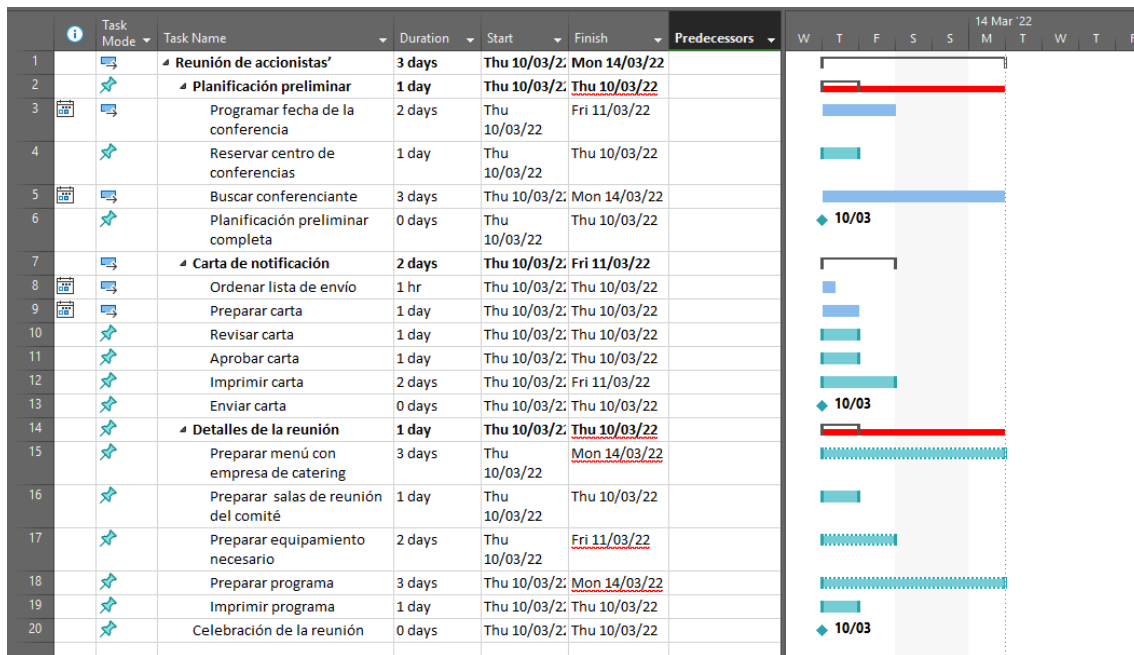 Task Mode Task Name Duration Start Finish Predecessors 14 Mar '22
W T F S S M T W T F
1 Reunión de accionistas’ 3 days Thu 10/03/2 Mon 14/03/22
2 Planificación preliminar 1 day Thu 10/03/2 Thu 10/03/22
3 Programar fecha de la conferencia 2 days Thu 10/03/22 Fri 11/03/22
4 Reservar centro de conferencias 1 day Thu 10/03/22 Thu 10/03/22
5 Buscar conferenciante 3 days Thu 10/03/2 Mon 14/03/22
6 Planificación preliminar completa 0 days Thu 10/03/22 Thu 10/03/22 10/03
7 Carta de notificación 2 days Thu 10/03/2 Fri 11/03/22
8 Ordenar lista de envío 1 hr Thu 10/03/2 Thu 10/03/22
9 Preparar carta 1 day Thu 10/03/2 Thu 10/03/22
10 Revisar carta 1 day Thu 10/03/2 Thu 10/03/22
11 Aprobar carta 1 day Thu 10/03/2 Thu 10/03/22
12 Imprimir carta 2 days Thu 10/03/2 Fri 11/03/22
13 Enviar carta 0 days Thu 10/03/2 Thu 10/03/22 10/03
14 Detalles de la reunión 1 day Thu 10/03/2 Thu 10/03/22
15 Preparar menú con empresa de catering 3 days Thu 10/03/22 Mon 14/03/22
16 Preparar salas de reunión del comité 1 day Thu 10/03/22 Thu 10/03/22
17 Preparar equipamiento necesario 2 days Thu 10/03/22 Fri 11/03/22
18 Preparar programa 3 days Thu 10/03/2 Mon 14/03/22
19 Imprimir programa 1 day Thu 10/03/2 Thu 10/03/22
20 Celebración de la reunión 0 days Thu 10/03/2 Thu 10/03/22 10/03